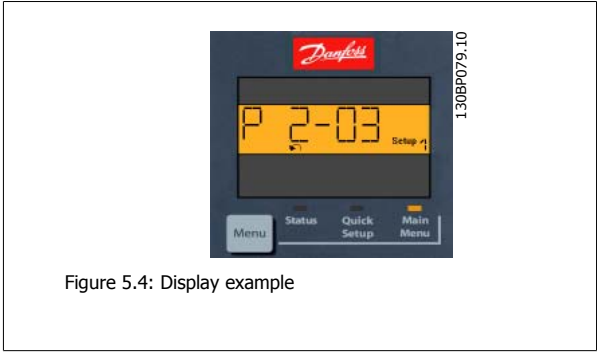 Danfoss
P 2-03
Setup 1
Status Quick Setup Main Menu
Menu
130BP079.10
Figure 5.4: Display example